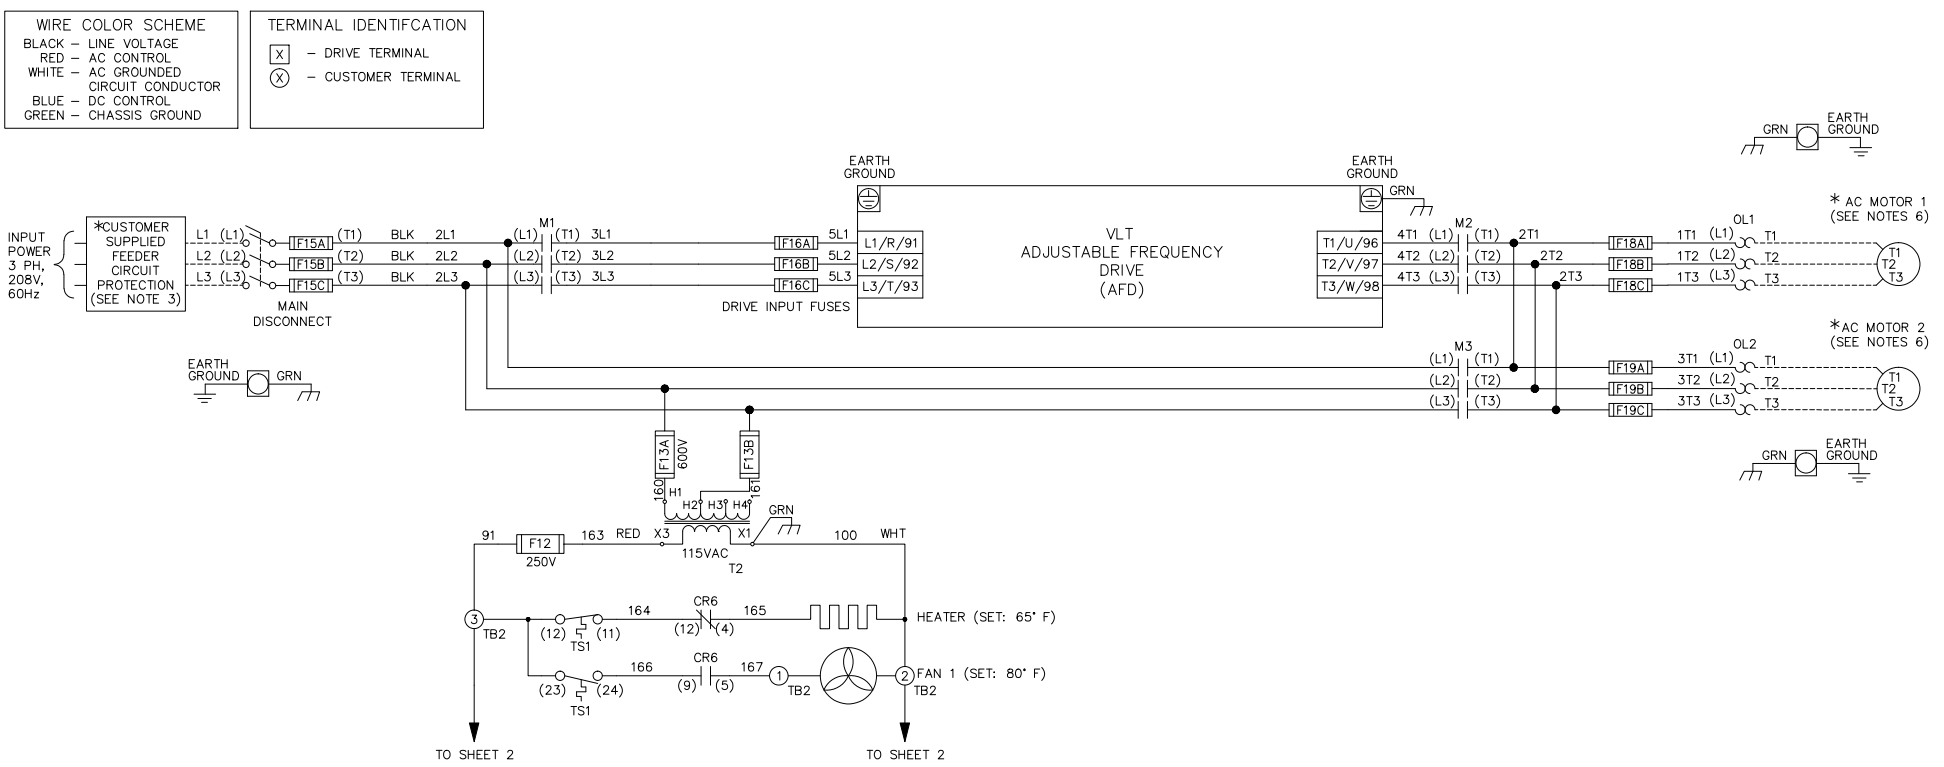 WIRE COLOR SCHEME
BLACK – LINE VOLTAGE
RED – AC CONTROL
WHITE – AC GROUNDED
CIRCUIT CONDUCTOR
BLUE – DC CONTROL
GREEN – CHASSIS GROUND
TERMINAL IDENTIFCATION
X – DRIVE TERMINAL
X – CUSTOMER TERMINAL
GRN
EARTH
GROUND
EARTH
GROUND
EARTH
GROUND
GRN
INPUT
POWER
3 PH,
208V,
60Hz
*CUSTOMER
SUPPLIED
FEEDER
CIRCUIT
PROTECTION
(SEE NOTE 3)
L1 (L1) F15A (T1) BLK 2L1 (L1) M1 (T1) 3L1 F16A 5L1 L1/R/91
L2 (L2) F15B (T2) BLK 2L2 (L2) (T2) 3L2 F16B 5L2 L2/S/92
L3 (L3) F15C (T3) BLK 2L3 (L3) (T3) 3L3 F16C 5L3 L3/T/93
MAIN
DISCONNECT
DRIVE INPUT FUSES
VLT
ADJUSTABLE FREQUENCY
DRIVE
(AFD)
* AC MOTOR 1
(SEE NOTES 6)
T1/U/96 4T1 (L1) M2 (T1) 2T1 F18A 1T1 (L1) OL1 T1 T1
T2/V/97 4T2 (L2) (T2) 2T2 F18B 1T2 (L2) T2 T2
T3/W/98 4T3 (L3) (T3) 2T3 F18C 1T3 (L3) T3 T3
*AC MOTOR 2
(SEE NOTES 6)
EARTH
GROUND GRN
(L1) M3 (T1) F19A 3T1 (L1) OL2 T1 T1
(L2) (T2) F19B 3T2 (L2) T2 T2
(L3) (T3) F19C 3T3 (L3) T3 T3
GRN
EARTH
GROUND
F13A
600V
F13B
160 H1 H2 H3 H4 161
GRN
91 F12 163 RED X3 X1 100 WHT
250V
115VAC
T2
3 TB2 (12) (11) 164 CR6 (12) (4) 165 HEATER (SET: 65° F)
TS1
(23) (24) 166 CR6 (9) (5) 167 1 TB2 2 TB2 FAN 1 (SET: 80° F)
TS1
TO SHEET 2
TO SHEET 2